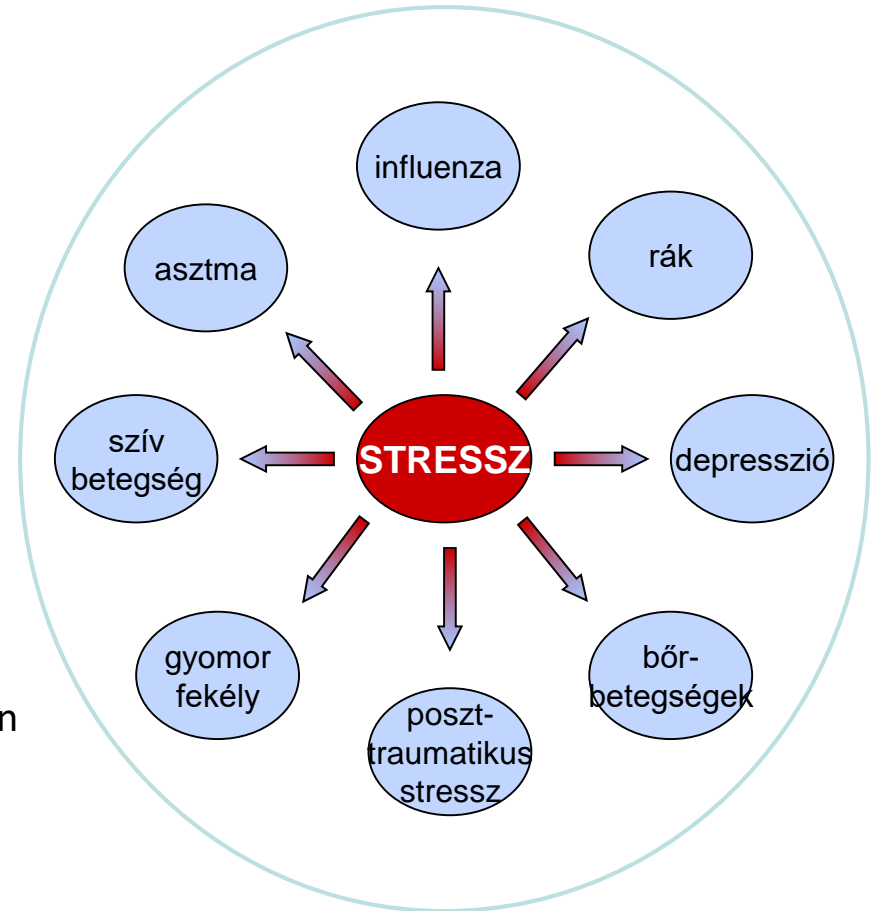 influenza
rák
asztma
szív
betegség
STRESSZ
depresszió
gyomor
fekély
bőr-
betegségek
n
poszt-
traumatikus
stressz